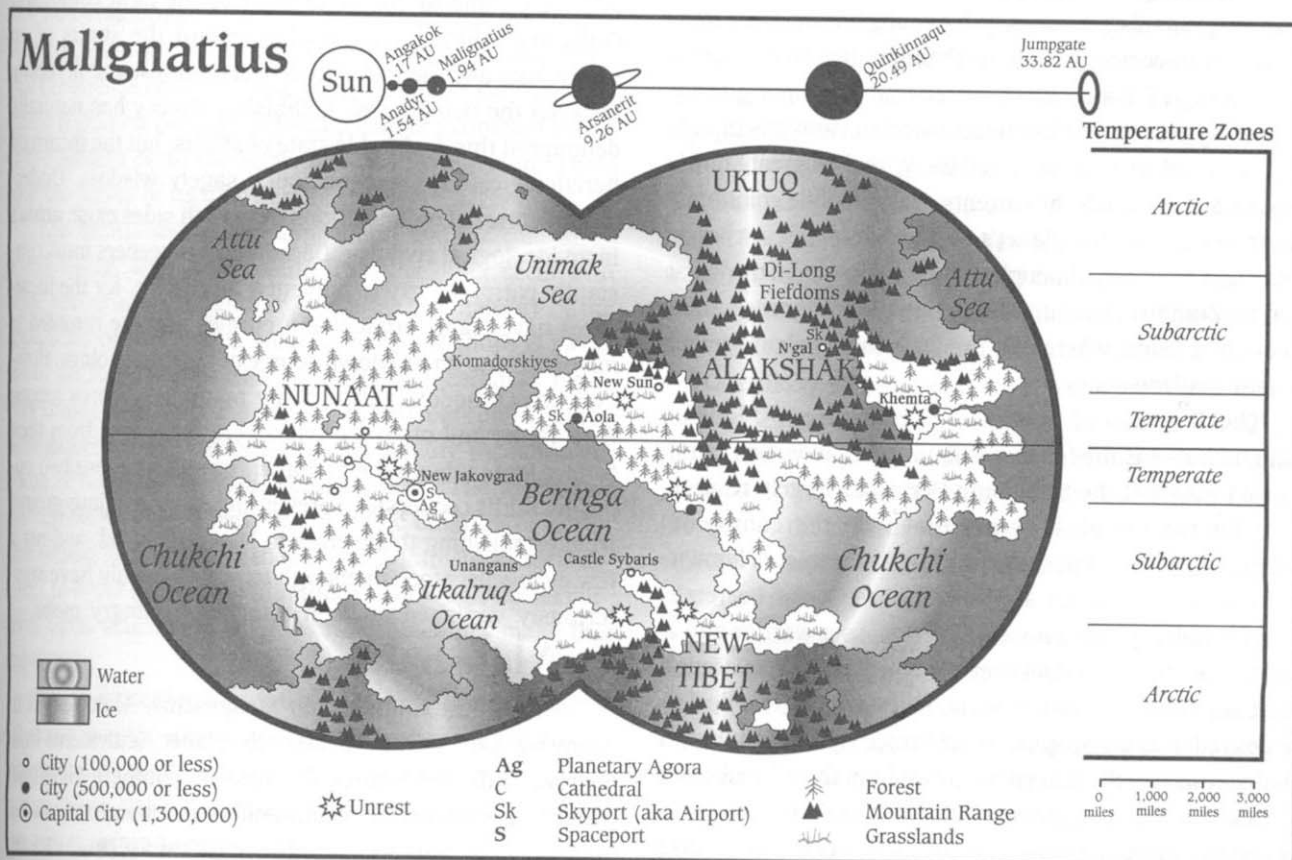 Malignatius
Sun
Angakok
.17 AU
Anadyr
1.54 AU
Malignatius
1.94 AU
Arsanerit
9.26 AU
Quinkinnaqu
20.49 AU
Jumpgate
33.82 AU
Temperature Zones
Arctic
Subarctic
Temperate
Temperate
Subarctic
Arctic
UKIUQ
Attu
Sea
Unimak
Sea
Di-Long
Fiefdoms
Attu
Sea
Sk
N'gal
Komadorskiyes
ALAKSHAK
NUNAAT
New Sun
Khemta
Sk
Aola
New Jakovgrad
C
S
Ag
Beringa
Ocean
Chukchi
Ocean
Unangans
Castle Sybaris
Chukchi
Ocean
Itkalruq
Ocean
NEW
TIBET
Water
Ice
City (100,000 or less)
City (500,000 or less)
Capital City (1,300,000)
Unrest
Ag Planetary Agora
C Cathedral
Sk Skyport (aka Airport)
S Spaceport
Forest
Mountain Range
Grasslands
0 1,000 2,000 3,000
miles miles miles miles